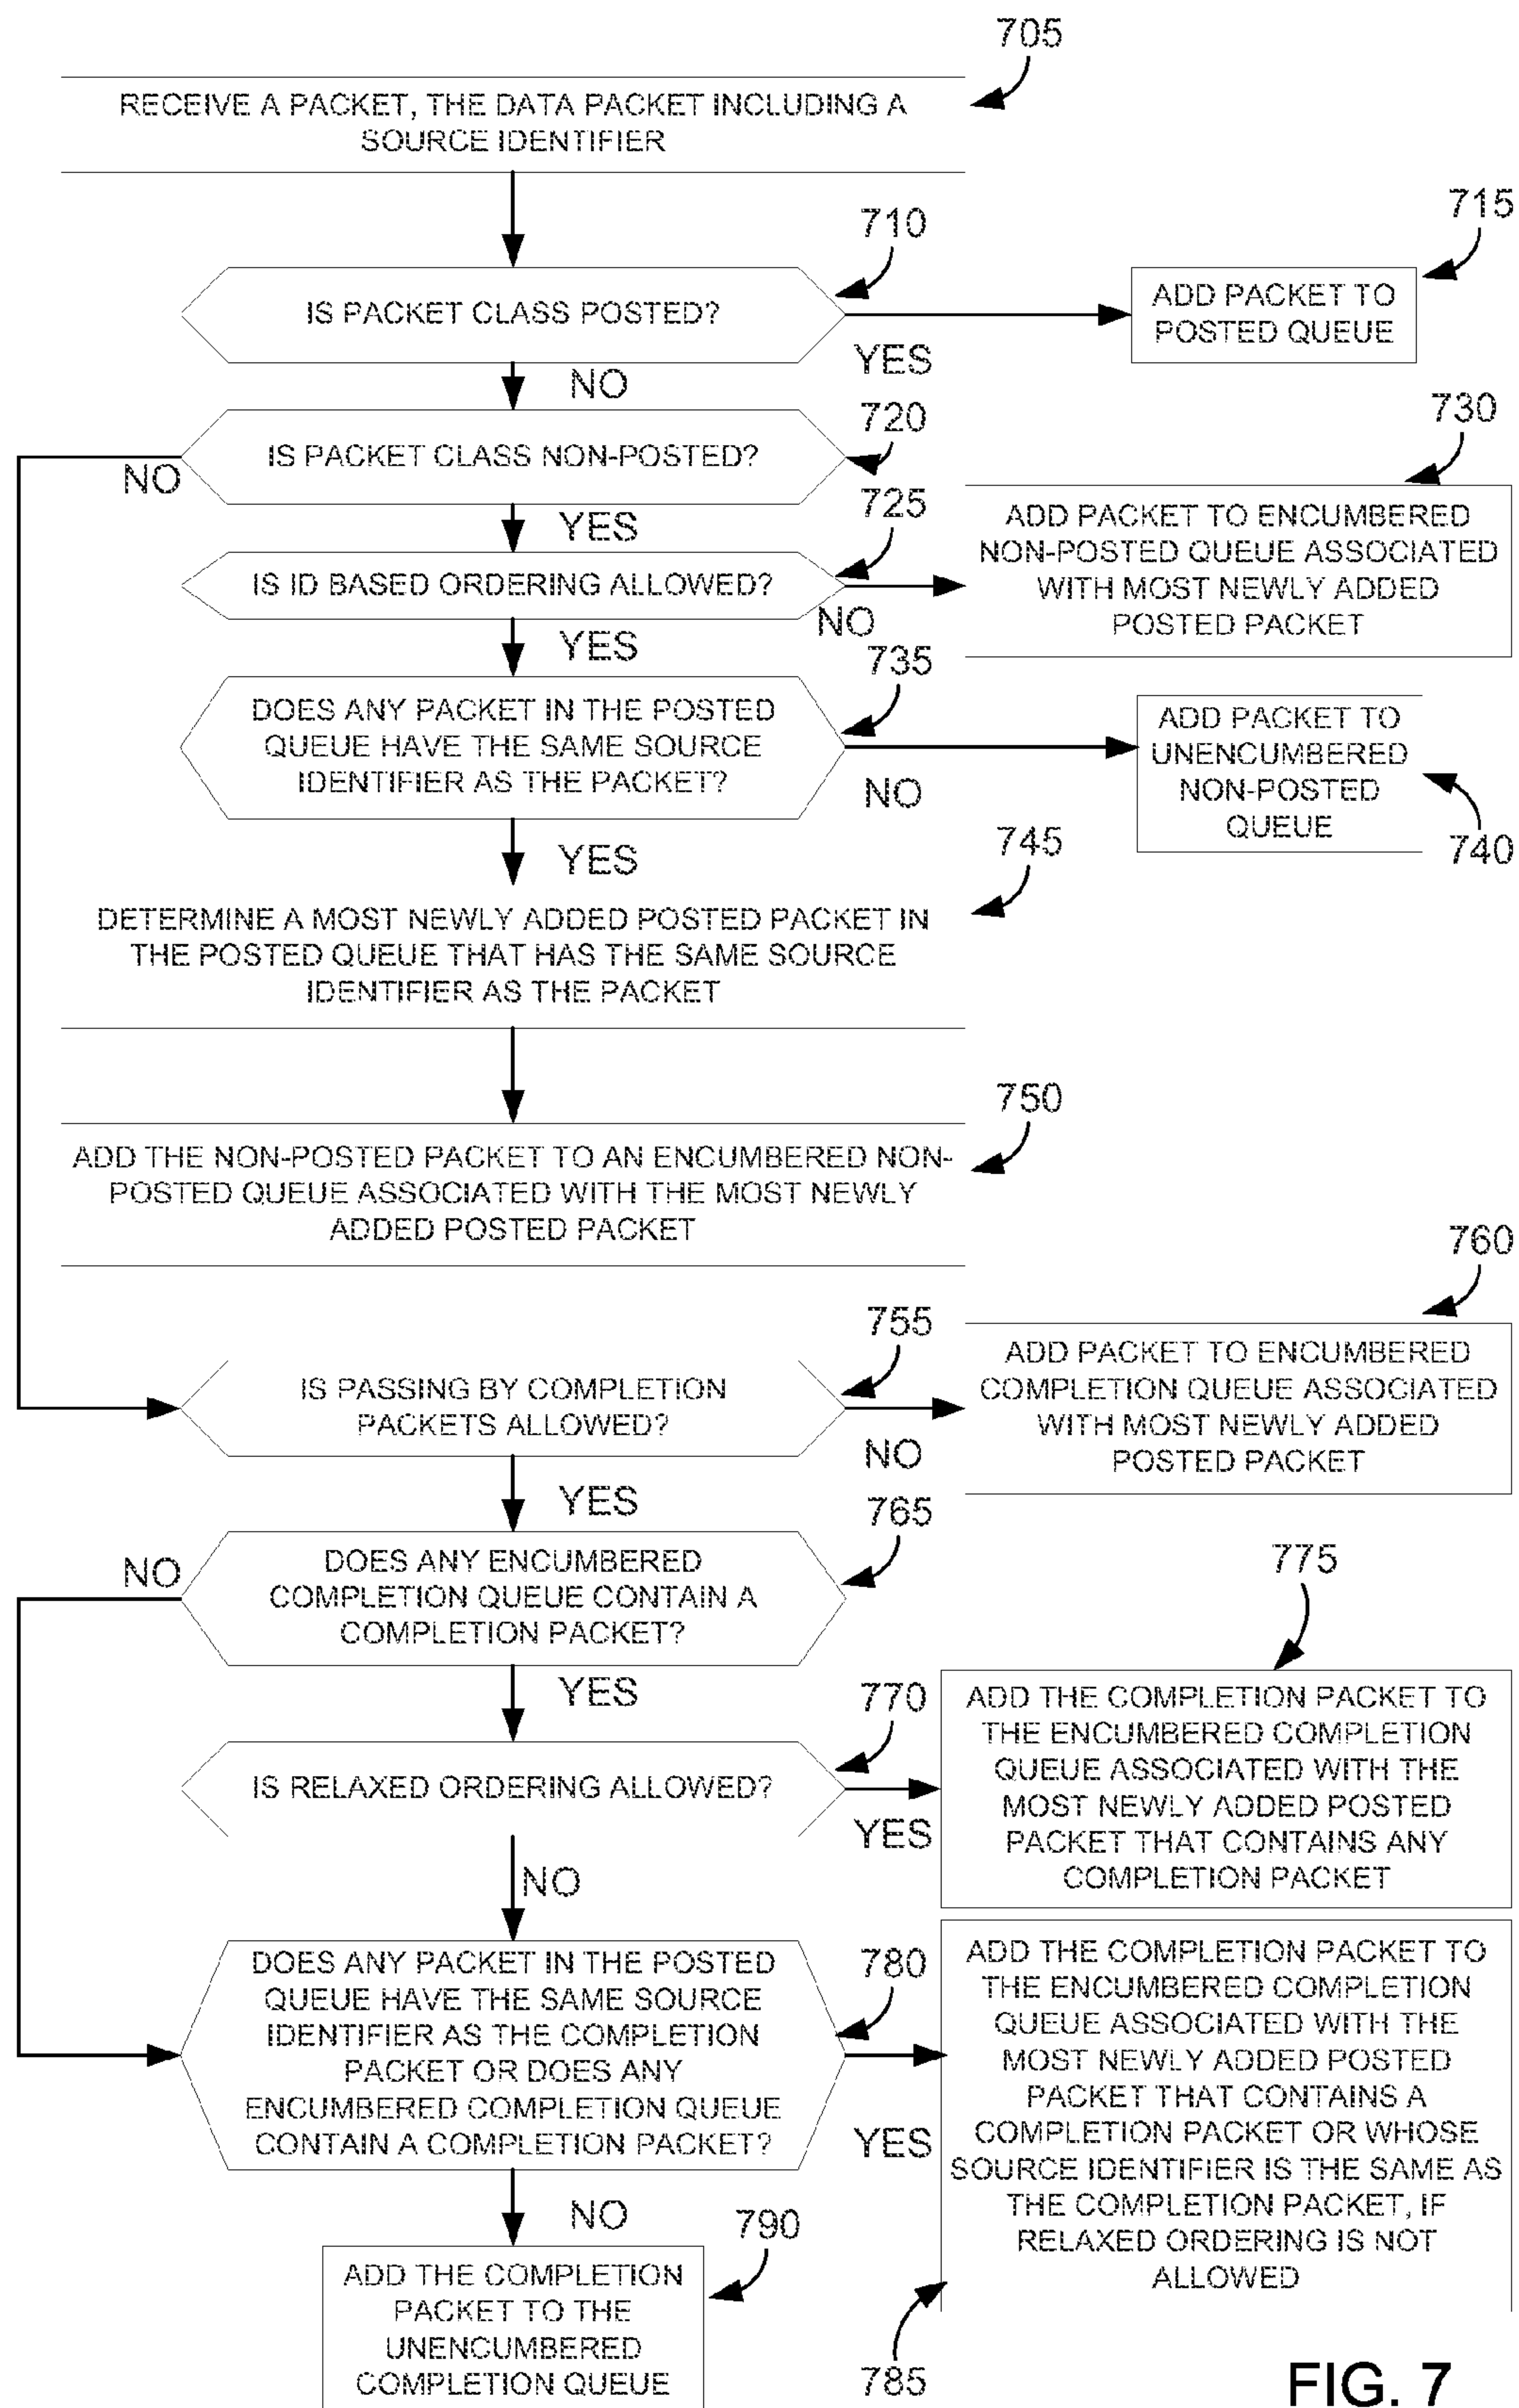 705
RECEIVE A PACKET, THE DATA PACKET INCLUDING A
SOURCE IDENTIFIER
710
IS PACKET CLASS POSTED?
YES
715
ADD PACKET TO
POSTED QUEUE
NO
720
IS PACKET CLASS NON-POSTED?
NO
YES
725
IS ID BASED ORDERING ALLOWED?
NO
730
ADD PACKET TO ENCUMBERED
NON-POSTED QUEUE ASSOCIATED
WITH MOST NEWLY ADDED
POSTED PACKET
YES
735
DOES ANY PACKET IN THE POSTED
QUEUE HAVE THE SAME SOURCE
IDENTIFIER AS THE PACKET?
NO
ADD PACKET TO
UNENCUMBERED
NON-POSTED
QUEUE
740
YES
745
DETERMINE A MOST NEWLY ADDED POSTED PACKET IN
THE POSTED QUEUE THAT HAS THE SAME SOURCE
IDENTIFIER AS THE PACKET
750
ADD THE NON-POSTED PACKET TO AN ENCUMBERED NON-
POSTED QUEUE ASSOCIATED WITH THE MOST NEWLY
ADDED POSTED PACKET
755
IS PASSING BY COMPLETION
PACKETS ALLOWED?
NO
760
ADD PACKET TO ENCUMBERED
COMPLETION QUEUE ASSOCIATED
WITH MOST NEWLY ADDED
POSTED PACKET
YES
765
NO
DOES ANY ENCUMBERED
COMPLETION QUEUE CONTAIN A
COMPLETION PACKET?
YES
770
IS RELAXED ORDERING ALLOWED?
YES
775
ADD THE COMPLETION PACKET TO
THE ENCUMBERED COMPLETION
QUEUE ASSOCIATED WITH THE
MOST NEWLY ADDED POSTED
PACKET THAT CONTAINS ANY
COMPLETION PACKET
NO
780
DOES ANY PACKET IN THE POSTED
QUEUE HAVE THE SAME SOURCE
IDENTIFIER AS THE COMPLETION
PACKET OR DOES ANY
ENCUMBERED COMPLETION QUEUE
CONTAIN A COMPLETION PACKET?
YES
ADD THE COMPLETION PACKET TO
THE ENCUMBERED COMPLETION
QUEUE ASSOCIATED WITH THE
MOST NEWLY ADDED POSTED
PACKET THAT CONTAINS A
COMPLETION PACKET OR WHOSE
SOURCE IDENTIFIER IS THE SAME AS
THE COMPLETION PACKET, IF
RELAXED ORDERING IS NOT
ALLOWED
785
NO
790
ADD THE COMPLETION
PACKET TO THE
UNENCUMBERED
COMPLETION QUEUE
FIG. 7